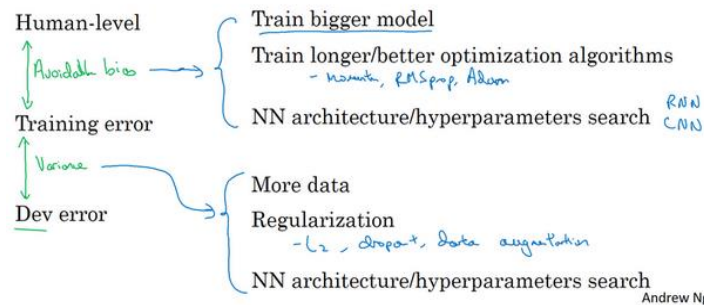 Human-level
Avoidable bias
Training error
Variance
Dev error
Train bigger model
Train longer/better optimization algorithms
- momentum, RMSprop, Adam
NN architecture/hyperparameters search
RNN
CNN
More data
Regularization
- L2, dropout, data augmentation
NN architecture/hyperparameters search
Andrew Ng